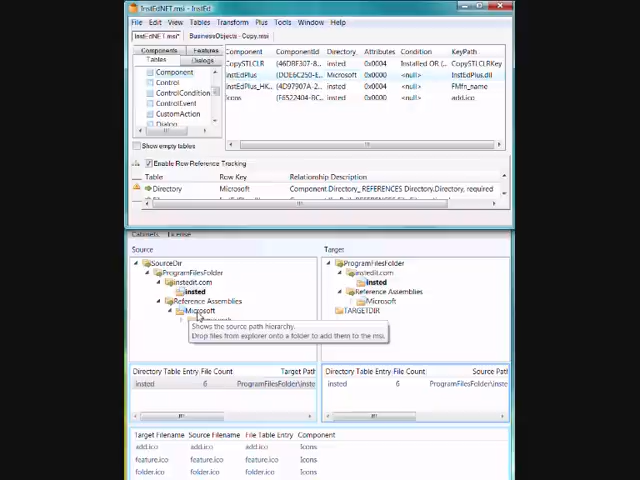 InstEdNET.msi - InstEd
File Edit View Tables Transform Plus Tools Window Help
InstEdNET.msi* BusinessObjects - Copy.msi
Components Features
Tables Dialogs
Component
Control
ControlCondition
ControlEvent
CustomAction
Dialog
Show empty tables
Component ComponentId Directory Attributes Condition KeyPath
CopySTLCLR {46DBF307-8... insted 0x0004 Installed OR (... CopySTLCLRKey
InstEdPlus {DDE6C250-E... Microsoft 0x0000 <null> InstEdPlus.dll
InstEdPlus_HK... {4D97907A-2... insted 0x0004 <null> PMfn_name
Icons {F6522404-BC... insted 0x0000 <null> add.ico
Enable Row Reference Tracking
Table Row Key Relationship Description
Directory Microsoft Component.Directory_ REFERENCES Directory.Directory, required
Cabinets License
Source Target
SourceDir
ProgramFilesFolder
instedit.com
insted
Reference Assemblies
Microsoft
ProgramFilesFolder
instedit.com
insted
Reference Assemblies
Microsoft
TARGETDIR
Shows the source path hierarchy.
Drop files from explorer onto a folder to add them to the msi.
Directory Table Entry File Count Target Path
insted 6 ProgramFilesFolder\inste
Directory Table Entry File Count Source Path
insted 6 ProgramFilesFolder\inste
Target Filename Source Filename File Table Entry Component
add.ico add.ico add.ico Icons
feature.ico feature.ico feature.ico Icons
folder.ico folder.ico folder.ico Icons